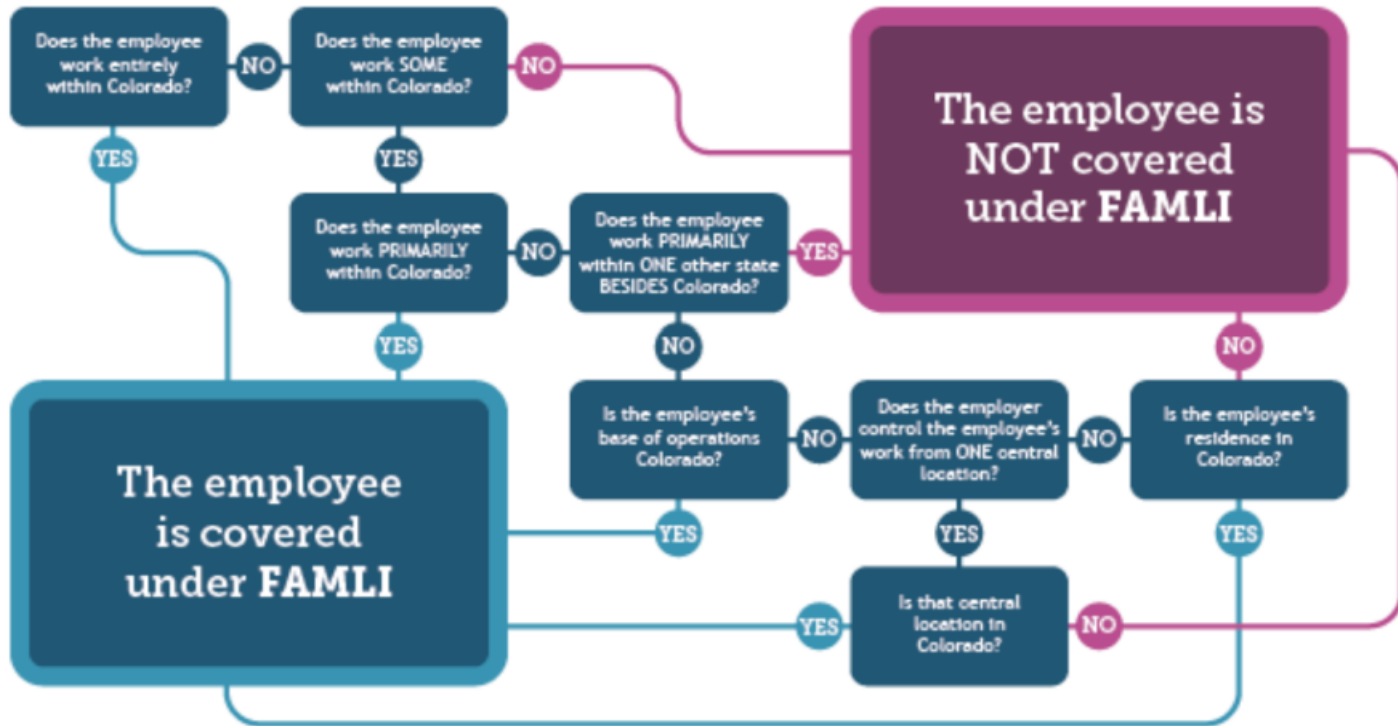 Does the employee
work entirely
within Colorado?
NO
Does the employee
work SOME
within Colorado?
NO
The employee is
NOT covered
under FAMLI
YES
YES
Does the employee
work PRIMARILY
within Colorado?
NO
Does the employee
work PRIMARILY
within ONE other state
BESIDES Colorado?
YES
YES
NO
NO
The employee
is covered
under FAMLI
Is the employee's
base of operations
Colorado?
NO
Does the employer
control the employee's
work from ONE central
location?
NO
Is the employee's
residence in
Colorado?
YES
YES
YES
YES
Is that central
location in
Colorado?
NO